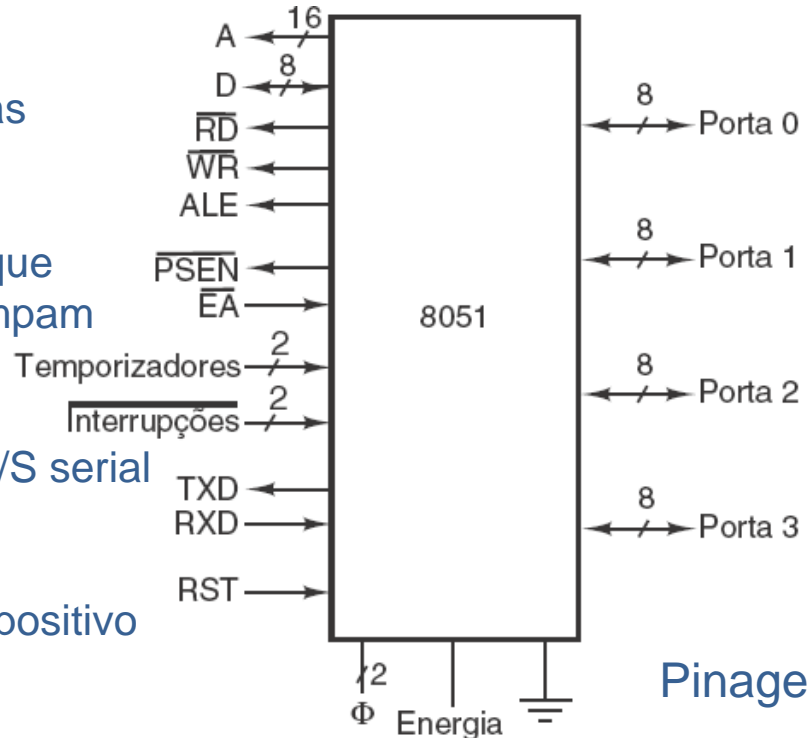 16
A
8
D
as
RD
WR
ALE
que
PSEN
mpam
EA
8051
2
Temporizadores
2
Interrupções
/S serial
TXD
RXD
RST
positivo
2
Φ
Energia
8
Porta 0
8
Porta 1
8
Porta 2
8
Porta 3
Pinage